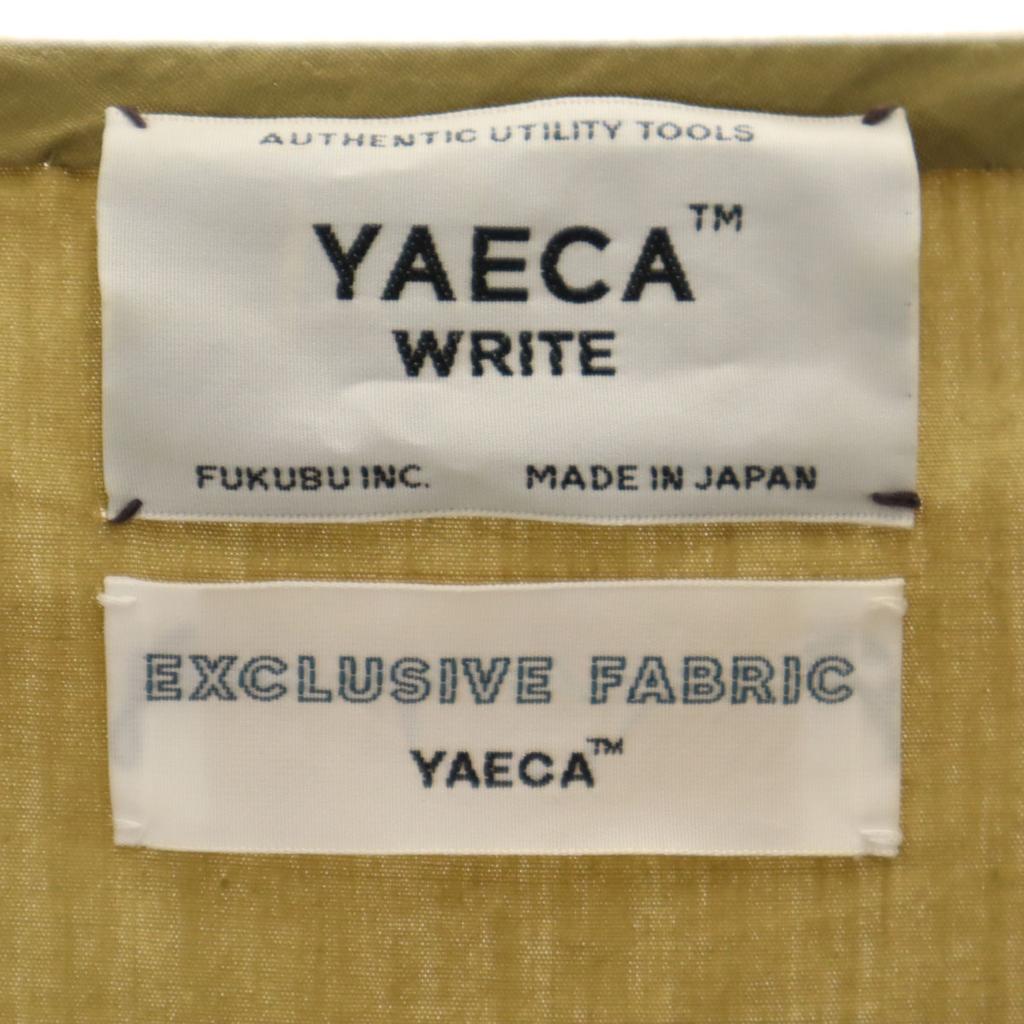 AUTHENTIC UTILITY TOOLS
YAECA™
WRITE
FUKUBU INC. MADE IN JAPAN
EXCLUSIVE FABRIC
YAECA™